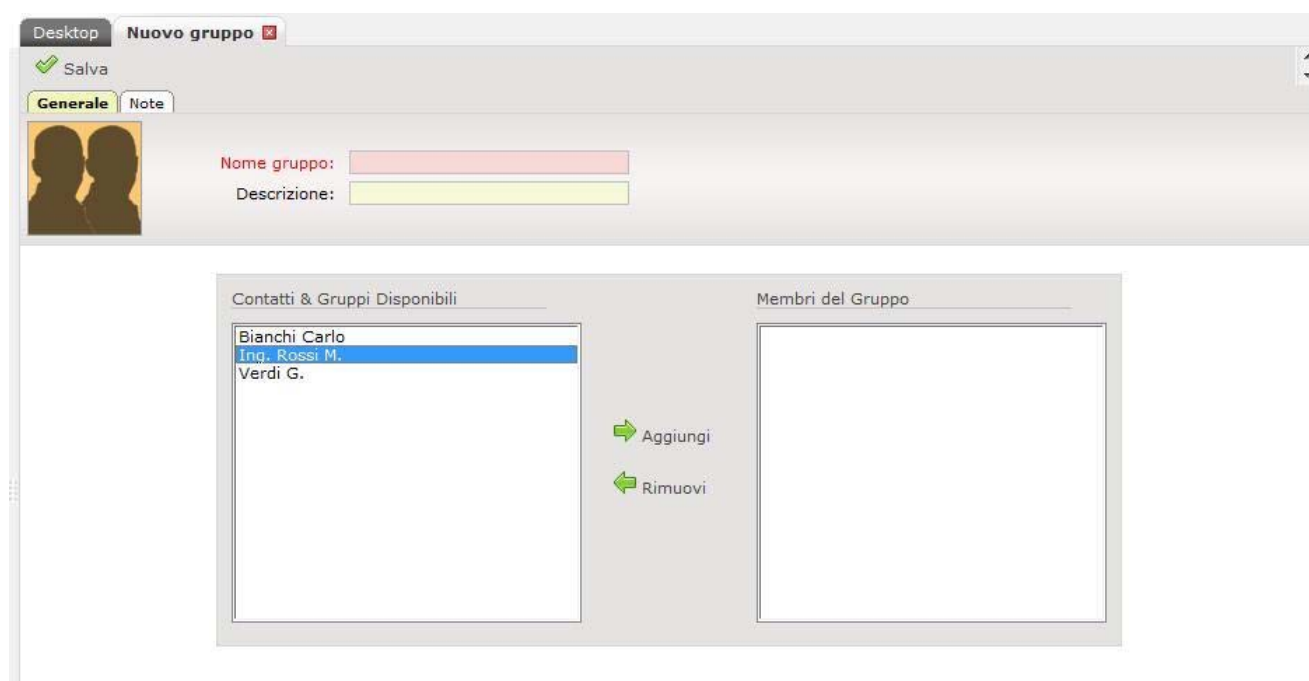 Desktop Nuovo gruppo
Salva
Generale Note
Nome gruppo:
Descrizione:
Contatti & Gruppi Disponibili Membri del Gruppo
Bianchi Carlo
Ing. Rossi M.
Verdi G.
Aggiungi
Rimuovi